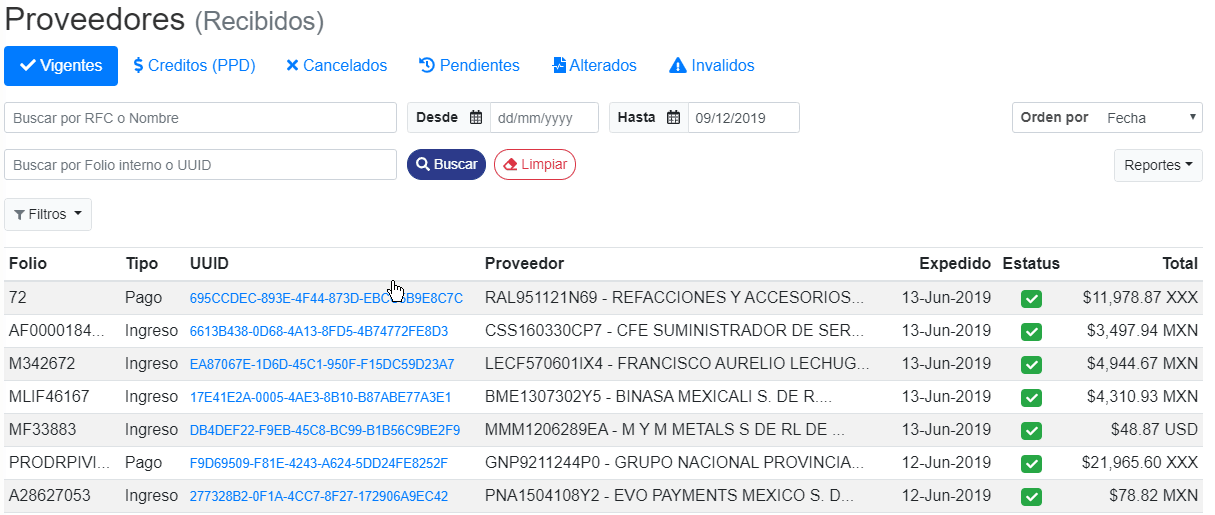 Proveedores (Recibidos)
Vigentes Creditos (PPD) Cancelados Pendientes Alterados Invalidos
Buscar por RFC o Nombre Desde dd/mm/yyyy Hasta 09/12/2019 Orden por Fecha
Buscar por Folio interno o UUID Buscar Limpiar Reportes
Filtros
Folio Tipo UUID Proveedor Expedido Estatus Total
72 Pago RAL951121N69 - REFACCIONES Y ACCESORIOS... 13-Jun-2019 $11,978.87 XXX
AF0000184... Ingreso 6613B438-0D68-4A13-8FD5-4B74772FE8D3 CSS160330CP7 - CFE SUMINISTRADOR DE SER... 13-Jun-2019 $3,497.94 MXN
M342672 Ingreso EA87067E-1D6D-45C1-950F-F15DC59D23A7 LECF570601IX4 - FRANCISCO AURELIO LECHUG... 13-Jun-2019 $4,944.67 MXN
MLIF46167 Ingreso 17E41E2A-0005-4AE3-8B10-B87ABE77A3E1 BME1307302Y5 - BINASA MEXICALI S. DE R.... 13-Jun-2019 $4,310.93 MXN
MF33883 Ingreso DB4DEF22-F9EB-45C8-BC99-B1B56C9BE2F9 MMM1206289EA - M Y M METALS S DE RL DE ... 13-Jun-2019 $48.87 USD
PRODRPIVI... Pago F9D69509-F81E-4243-A624-5DD24FE8252F GNP9211244P0 - GRUPO NACIONAL PROVINCIA... 12-Jun-2019 $21,965.60 XXX
A28627053 Ingreso 277328B2-0F1A-4CC7-8F27-172906A9EC42 PNA1504108Y2 - EVO PAYMENTS MEXICO S. D... 12-Jun-2019 $78.82 MXN